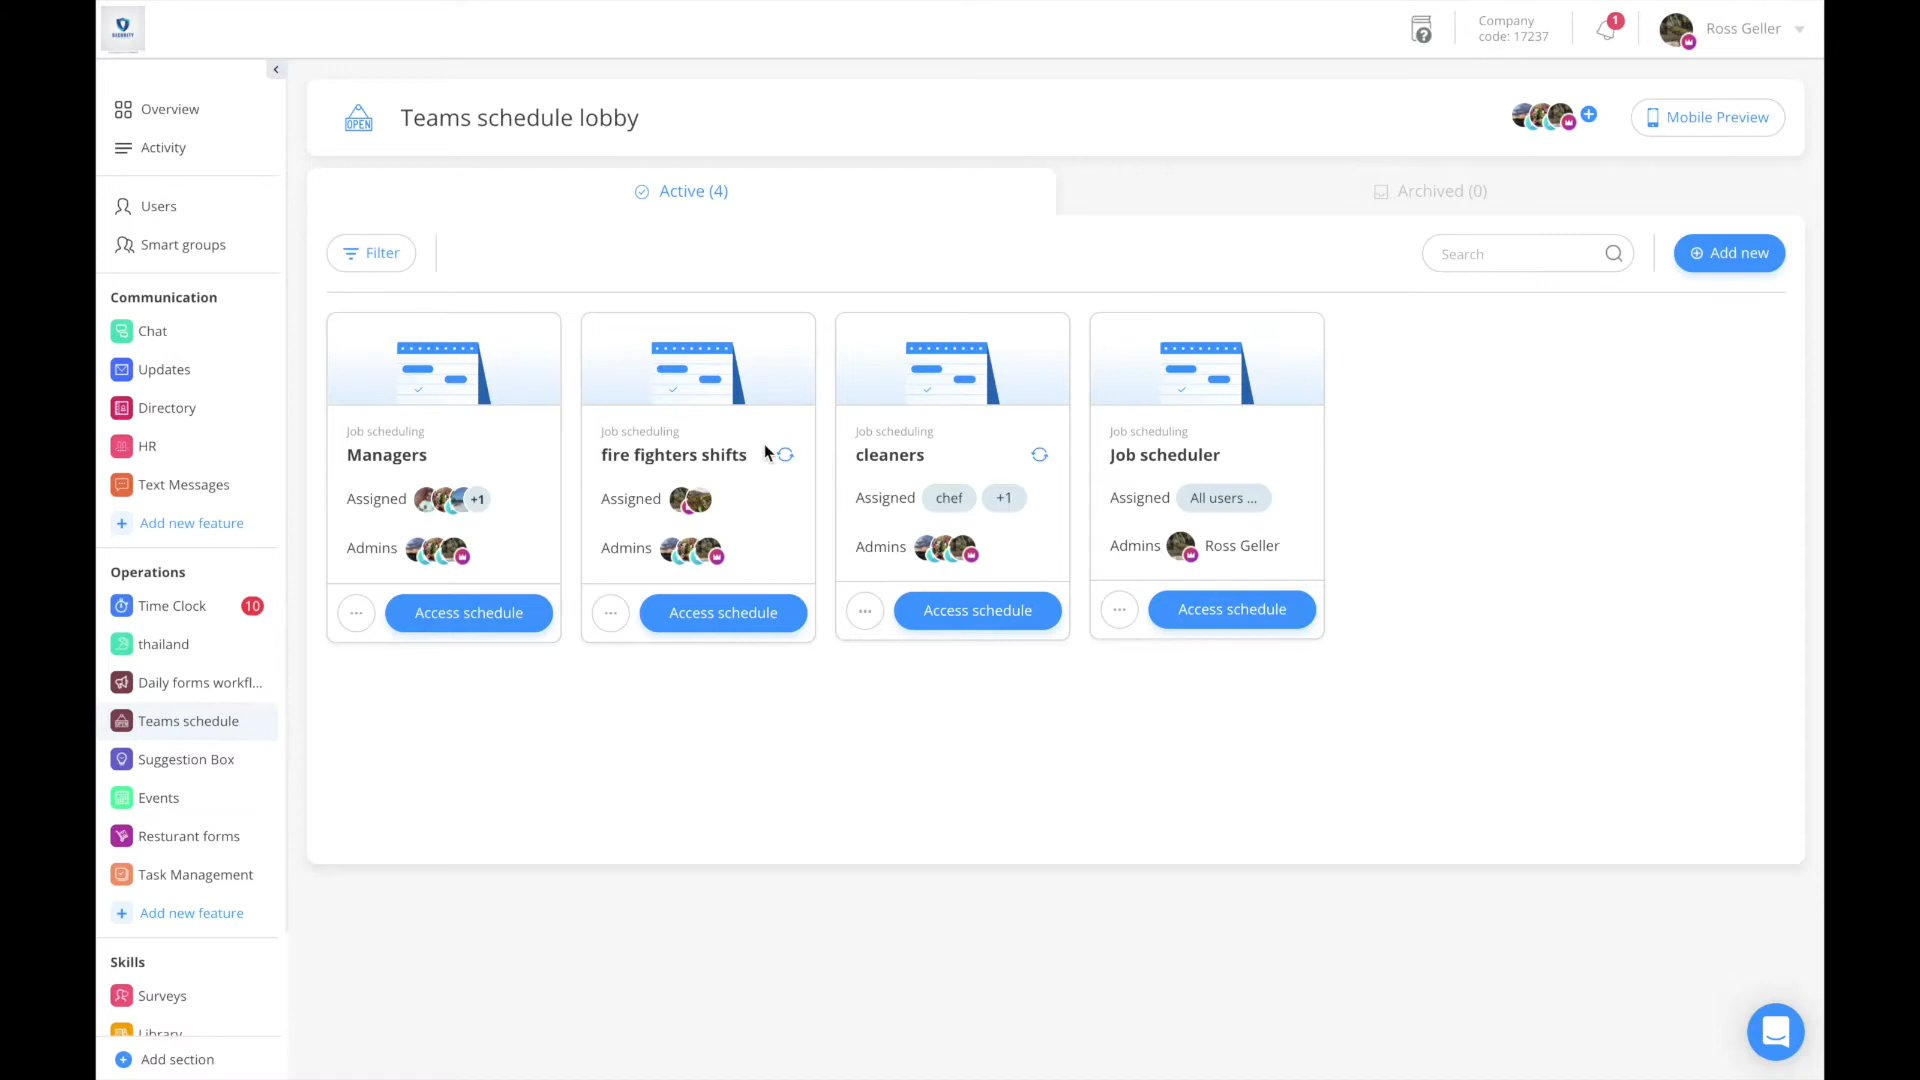 SECURITY
Company
code: 17237
1
Ross Geller
Overview
Activity
Users
Smart groups
Communication
Chat
Updates
Directory
HR
Text Messages
+ Add new feature
Operations
Time Clock 10
thailand
Daily forms workfl...
Teams schedule
Suggestion Box
Events
Resturant forms
Task Management
+ Add new feature
Skills
Surveys
Library
Add section
OPEN
Teams schedule lobby
Mobile Preview
Active (4)
Archived (0)
Filter
Search
Add new
Job scheduling
Managers
Assigned +1
Admins
Access schedule
Job scheduling
fire fighters shifts
Assigned
Admins
Access schedule
Job scheduling
cleaners
Assigned chef +1
Admins
Access schedule
Job scheduling
Job scheduler
Assigned All users ...
Admins Ross Geller
Access schedule